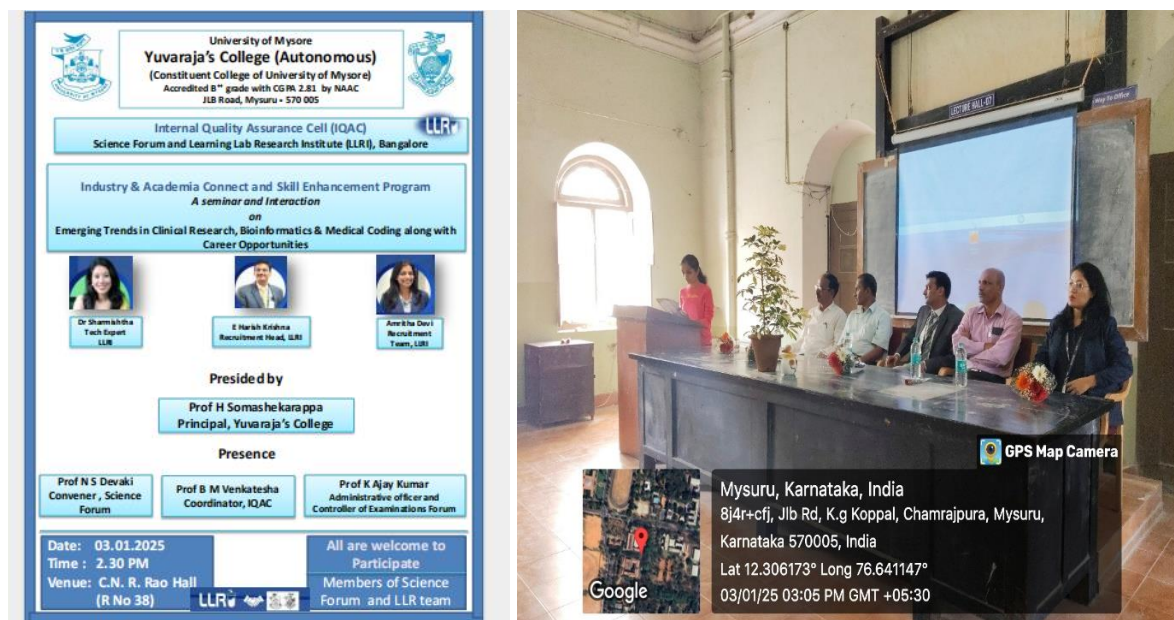 University of Mysore
Yuvaraja's College (Autonomous)
(Constituent College of University of Mysore)
Accredited B⁺⁺ grade with CGPA 2.81 by NAAC
JLB Road, Mysuru - 570 005
Internal Quality Assurance Cell (IQAC)
LLRi
Science Forum and Learning Lab Research Institute (LLRI), Bangalore
Industry & Academia Connect and Skill Enhancement Program
A seminar and Interaction
on
Emerging Trends in Clinical Research, Bioinformatics & Medical Coding along with
Career Opportunities
Dr Sharmishtha
Tech Expert
LLRI
E Harish Krishna
Recruitment Head, LLRI
Amritha Devi
Recruitment
Team, LLRI
Presided by
Prof H Somashekarappa
Principal, Yuvaraja's College
Presence
Prof N S Devaki
Convener , Science
Forum
Prof B M Venkatesha
Coordinator, IQAC
Prof K Ajay Kumar
Administrative officer and
Controller of Examinations Forum
Date: 03.01.2025
Time : 2.30 PM
Venue: C.N. R. Rao Hall
(R No 38)
LLRi
All are welcome to
Participate
Members of Science
Forum and LLR team
LECTURE HALL-07
Way To Office
GPS Map Camera
Google
Mysuru, Karnataka, India
8j4r+cfj, Jlb Rd, K.g Koppal, Chamrajpura, Mysuru,
Karnataka 570005, India
Lat 12.306173° Long 76.641147°
03/01/25 03:05 PM GMT +05:30